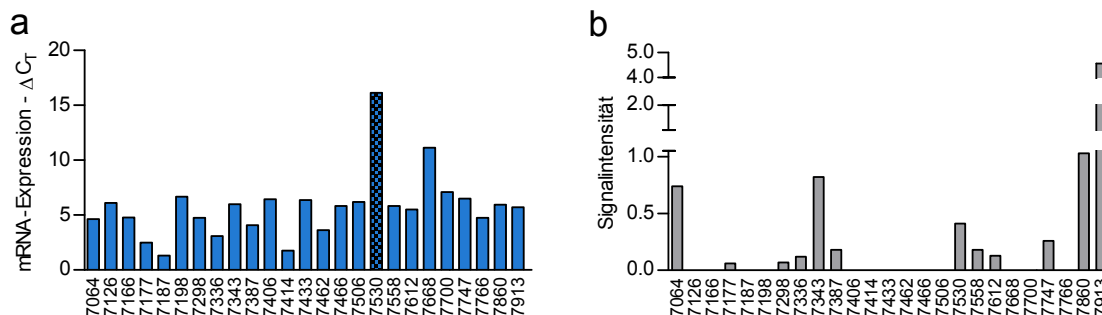 a
mRNA-Expression - Δ CT
20
15
10
5
0
7064 7126 7166 7177 7187 7198 7298 7336 7343 7387 7406 7414 7433 7462 7466 7506 7530 7558 7612 7668 7700 7747 7766 7860 7913
b
Signalintensität
5.0
4.0
2.0
1.0
0.5
0.0
7064 7126 7166 7177 7187 7198 7298 7336 7343 7387 7406 7414 7433 7462 7466 7506 7530 7558 7612 7668 7700 7747 7766 7860 7913